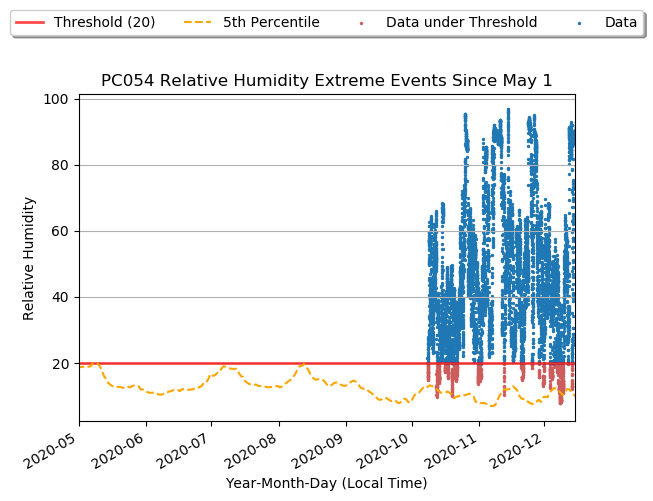 Threshold (20) 5th Percentile Data under Threshold Data
PC054 Relative Humidity Extreme Events Since May 1
100
80
60
40
20
Relative Humidity
2020-05 2020-06 2020-07 2020-08 2020-09 2020-10 2020-11 2020-12
Year-Month-Day (Local Time)